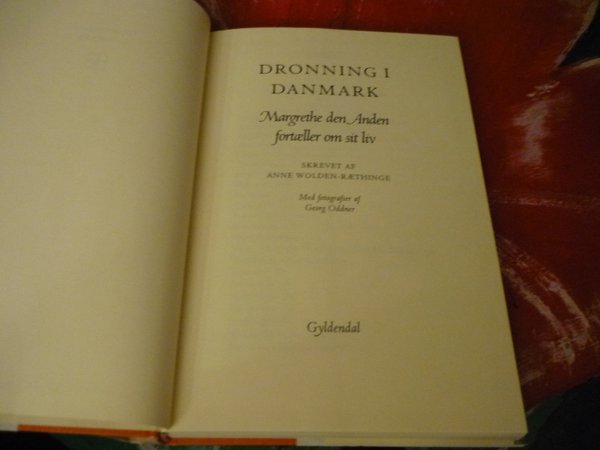 DRONNING I
DANMARK
Margrethe den Anden
fortæller om sit liv
SKREVET AF
ANNE WOLDEN-RÆTHINGE
Med fotografier af
Georg Oddner
Gyldendal